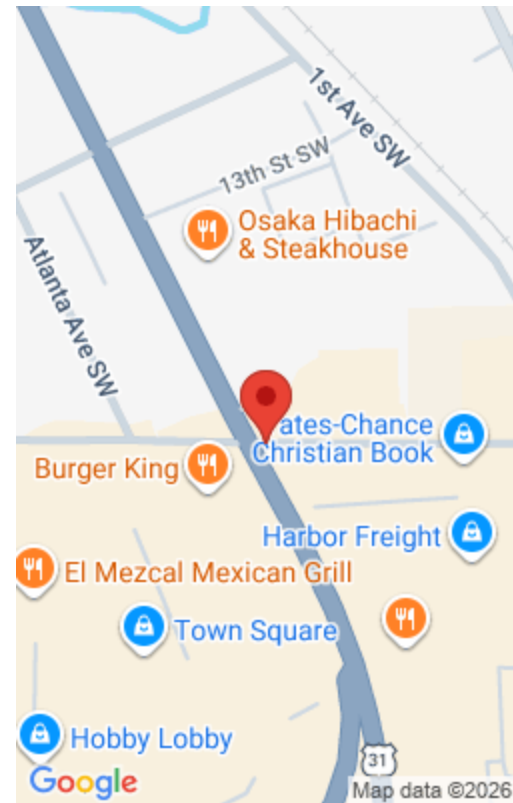 1st Ave SW
13th St SW
Osaka Hibachi
& Steakhouse
Atlanta Ave SW
ates-Chance
Christian Book
Burger King
Harbor Freight
El Mezcal Mexican Grill
Town Square
Hobby Lobby
31
Google
Map data ©2026